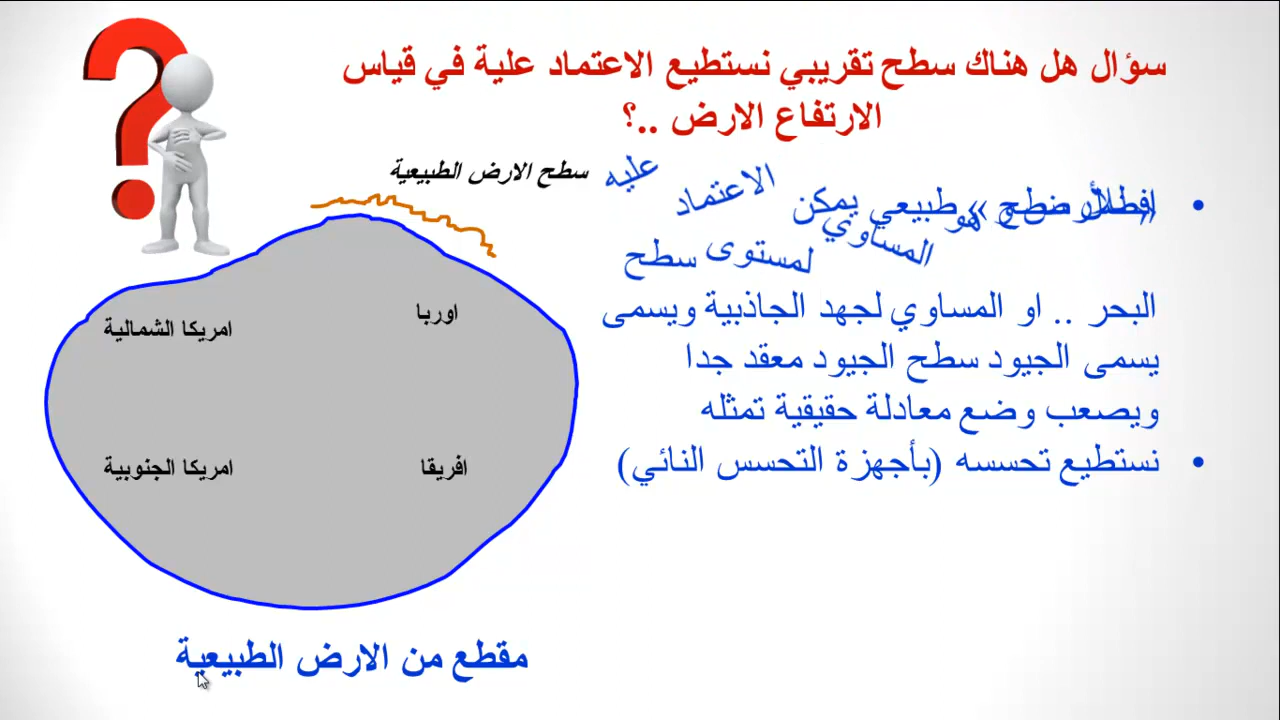 سؤال هل هناك سطح تقريبي نستطيع الاعتماد علية في قياس
الارتفاع الارض ..؟
سطح الارض الطبيعية
• طبيعي يمكن الاعتماد عليه
هو المساوي لمستوى سطح
البحر .. او المساوي لجهد الجاذبية ويسمى
يسمى الجيود سطح الجيود معقد جدا
ويصعب وضع معادلة حقيقية تمثله
• نستطيع تحسسه (بأجهزة التحسس النائي)
امريكا الشمالية
اوربا
امريكا الجنوبية
افريقا
مقطع من الارض الطبيعية